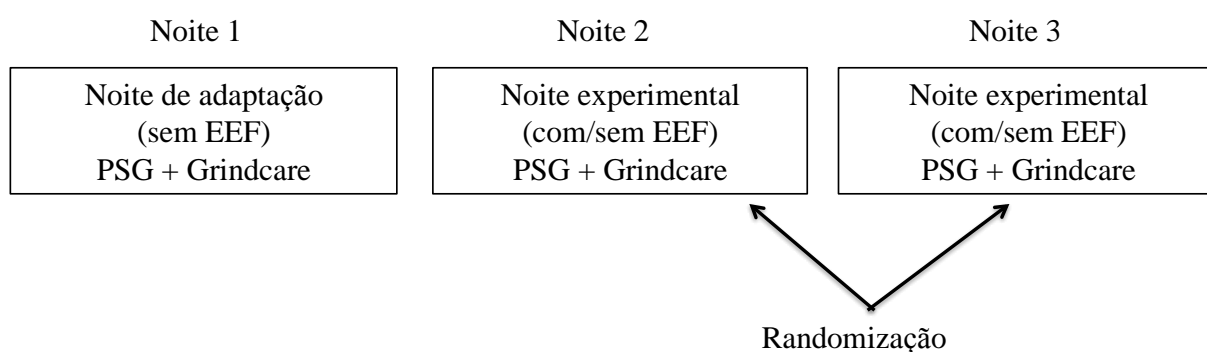 Noite 1
Noite 2
Noite 3
Noite de adaptação
(sem EEF)
PSG + Grindcare
Noite experimental
(com/sem EEF)
PSG + Grindcare
Noite experimental
(com/sem EEF)
PSG + Grindcare
Randomização